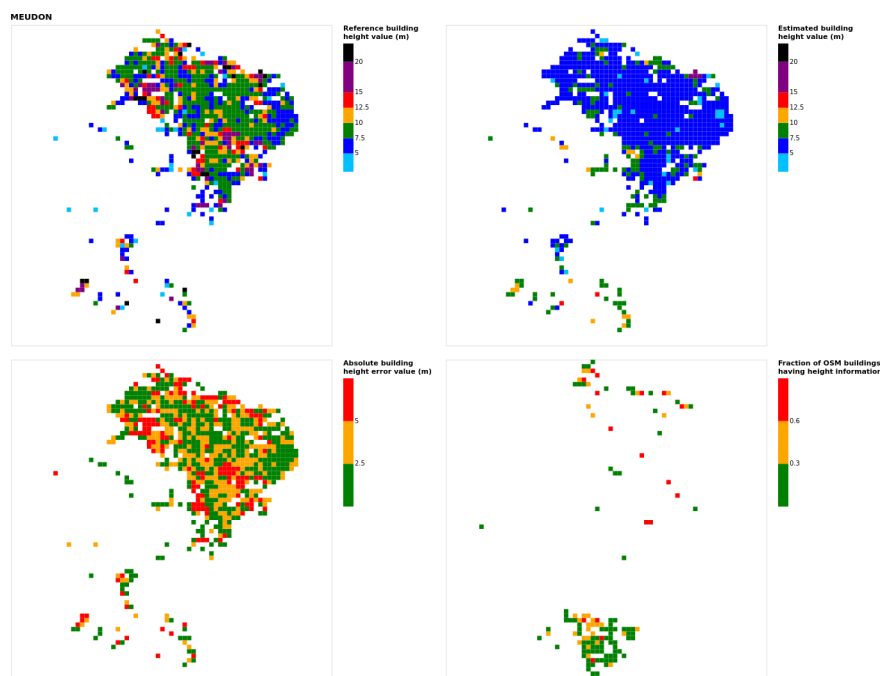 MEUDON
Reference building
height value (m)
20
15
12.5
10
7.5
5
Estimated building
height value (m)
20
15
12.5
10
7.5
5
Absolute building
height error value (m)
5
2.5
Fraction of OSM buildings
having height information
0.6
0.3